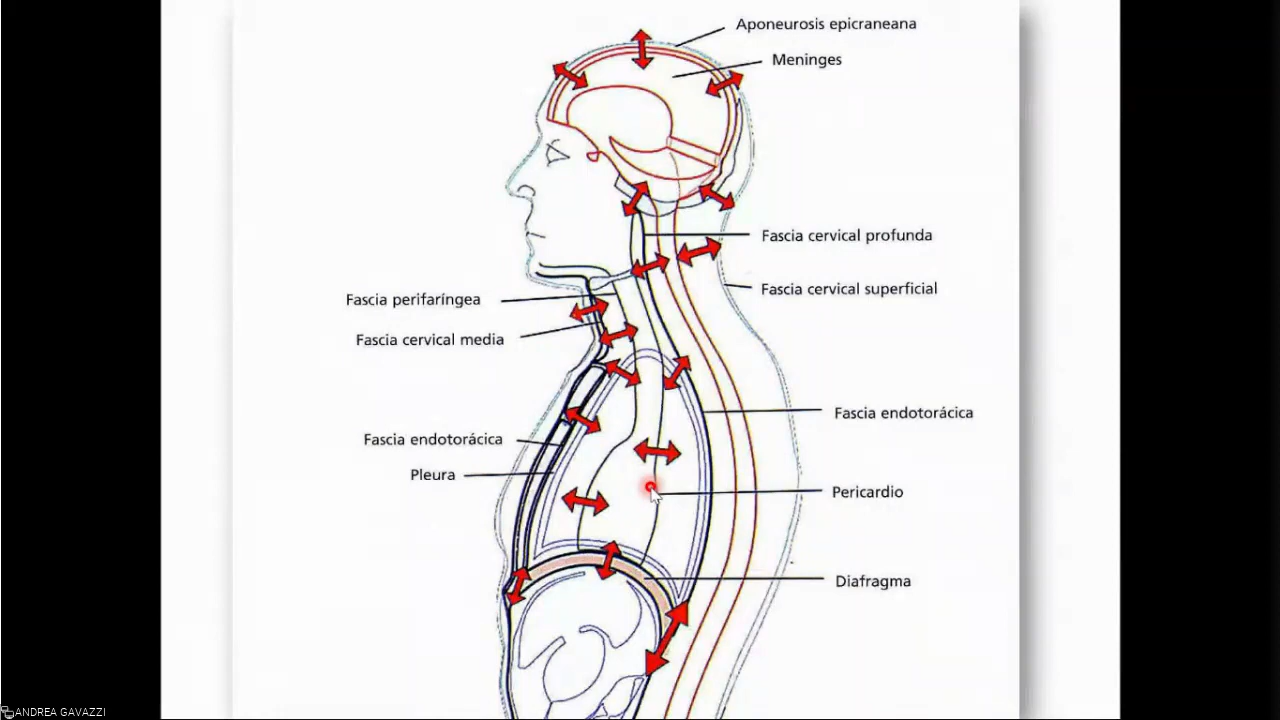 Aponeurosis epicraneana
Meninges
Fascia cervical profunda
Fascia cervical superficial
Fascia perifaríngea
Fascia cervical media
Fascia endotorácica
Fascia endotorácica
Pleura
Pericardio
Diafragma
ANDREA GAVAZZI